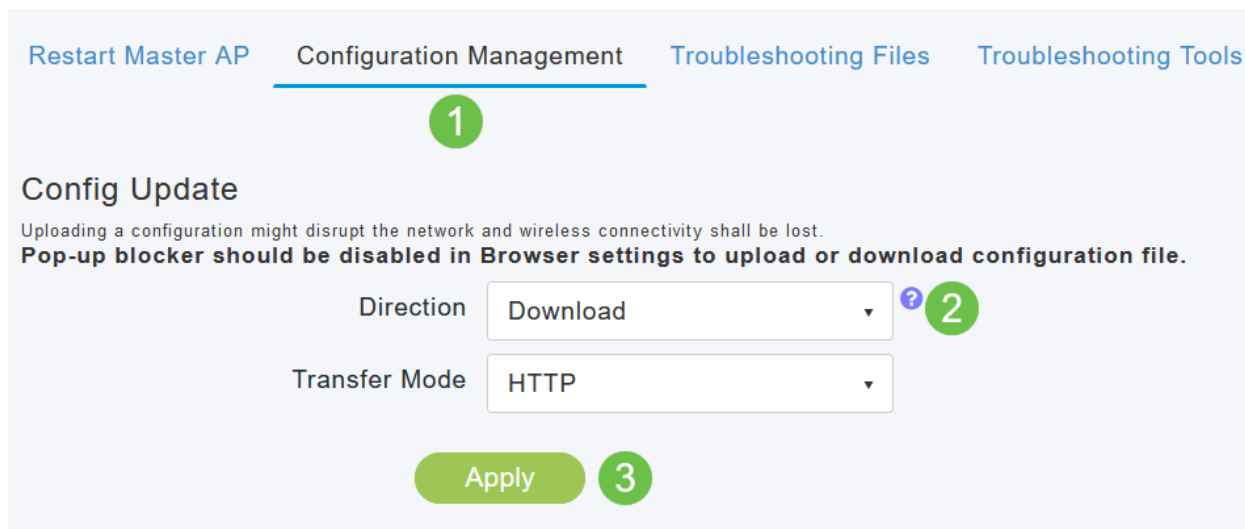 Restart Master AP Configuration Management Troubleshooting Files Troubleshooting Tools
1
Config Update
Uploading a configuration might disrupt the network and wireless connectivity shall be lost.
Pop-up blocker should be disabled in Browser settings to upload or download configuration file.
Direction Download ? 2
Transfer Mode HTTP
Apply 3